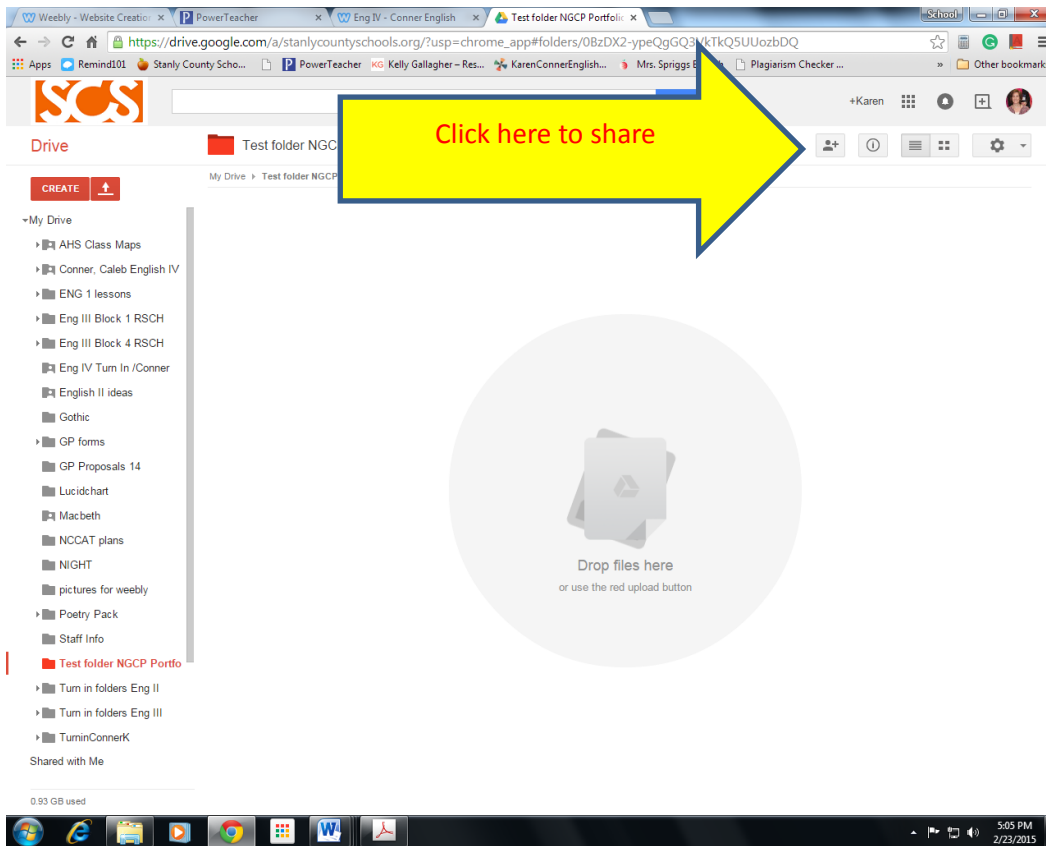 Weebly - Website Creation
PowerTeacher
Eng IV - Conner English
Test folder NGCP Portfolio
School
https://drive.google.com/a/stanlycountyschools.org/?usp=chrome_app#folders/0BzDX2-ypeQgGQ3
kTkQ5UUozbDQ
Apps
Remind101
Stanly County Scho...
PowerTeacher
KG Kelly Gallagher – Res...
KarenConnerEnglish...
Mrs. Spriggs
Plagiarism Checker ...
»
Other bookmark
SCS
+Karen
Click here to share
Drive
Test folder NGC
My Drive
Test folder NGCP
CREATE
My Drive
AHS Class Maps
Conner, Caleb English IV
ENG 1 lessons
Eng III Block 1 RSCH
Eng III Block 4 RSCH
Eng IV Turn In /Conner
English II ideas
Gothic
GP forms
GP Proposals 14
Lucidchart
Macbeth
NCCAT plans
NIGHT
pictures for weebly
Poetry Pack
Staff Info
Test folder NGCP Portfo
Turn in folders Eng II
Turn in folders Eng III
TurninConnerK
Shared with Me
0.93 GB used
Drop files here
or use the red upload button
5:05 PM
2/23/2015